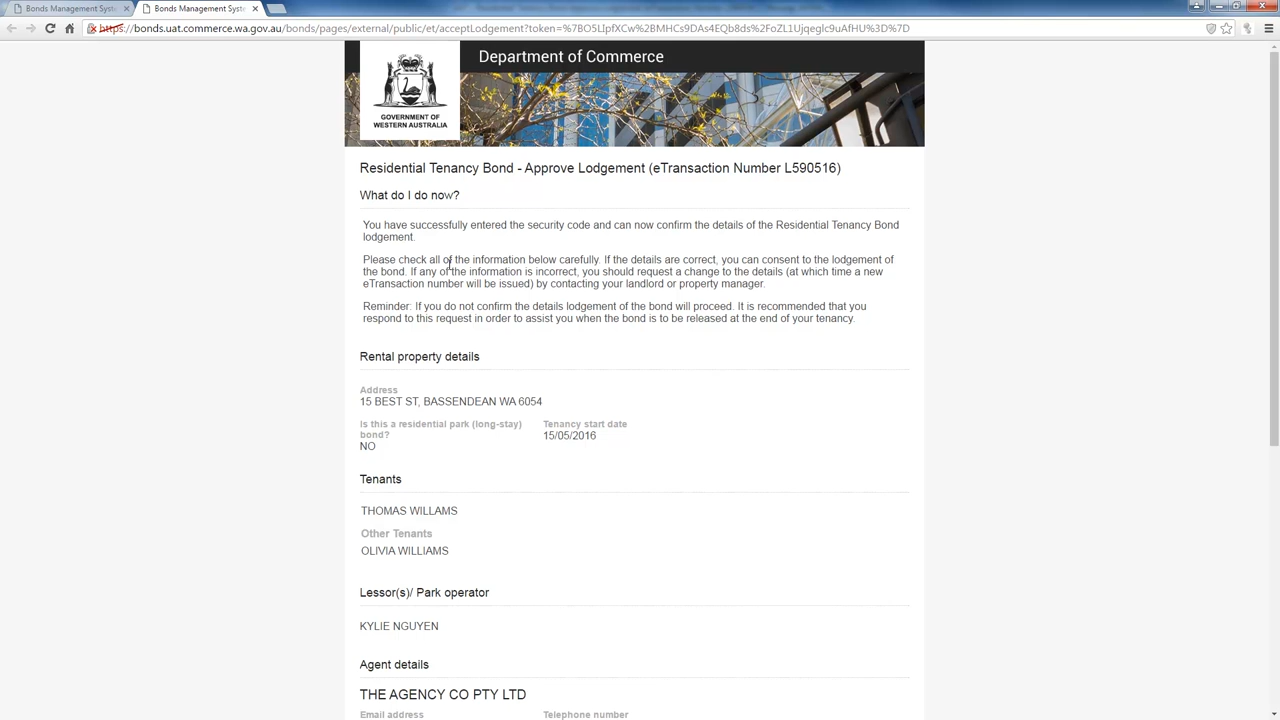 Bonds Management Syste
Bonds Management Syste
https://bonds.uat.commerce.wa.gov.au/bonds/pages/external/public/et/acceptLodgement?token=%7BO5LJpfXCw%2BMHCs9DAs4EQb8ds%2FoZL1Ujqeglc9uAfHU%3D%7D
Department of Commerce
GOVERNMENT OF
WESTERN AUSTRALIA
Residential Tenancy Bond - Approve Lodgement (eTransaction Number L590516)
What do I do now?
You have successfully entered the security code and can now confirm the details of the Residential Tenancy Bond
lodgement.
Please check all of the information below carefully. If the details are correct, you can consent to the lodgement of
the bond. If any of the information is incorrect, you should request a change to the details (at which time a new
eTransaction number will be issued) by contacting your landlord or property manager.
Reminder: If you do not confirm the details lodgement of the bond will proceed. It is recommended that you
respond to this request in order to assist you when the bond is to be released at the end of your tenancy.
Rental property details
Address
15 BEST ST, BASSENDEAN WA 6054
Is this a residential park (long-stay) Tenancy start date
bond? 15/05/2016
NO
Tenants
THOMAS WILLAMS
Other Tenants
OLIVIA WILLIAMS
Lessor(s)/ Park operator
KYLIE NGUYEN
Agent details
THE AGENCY CO PTY LTD
Email address Telephone number